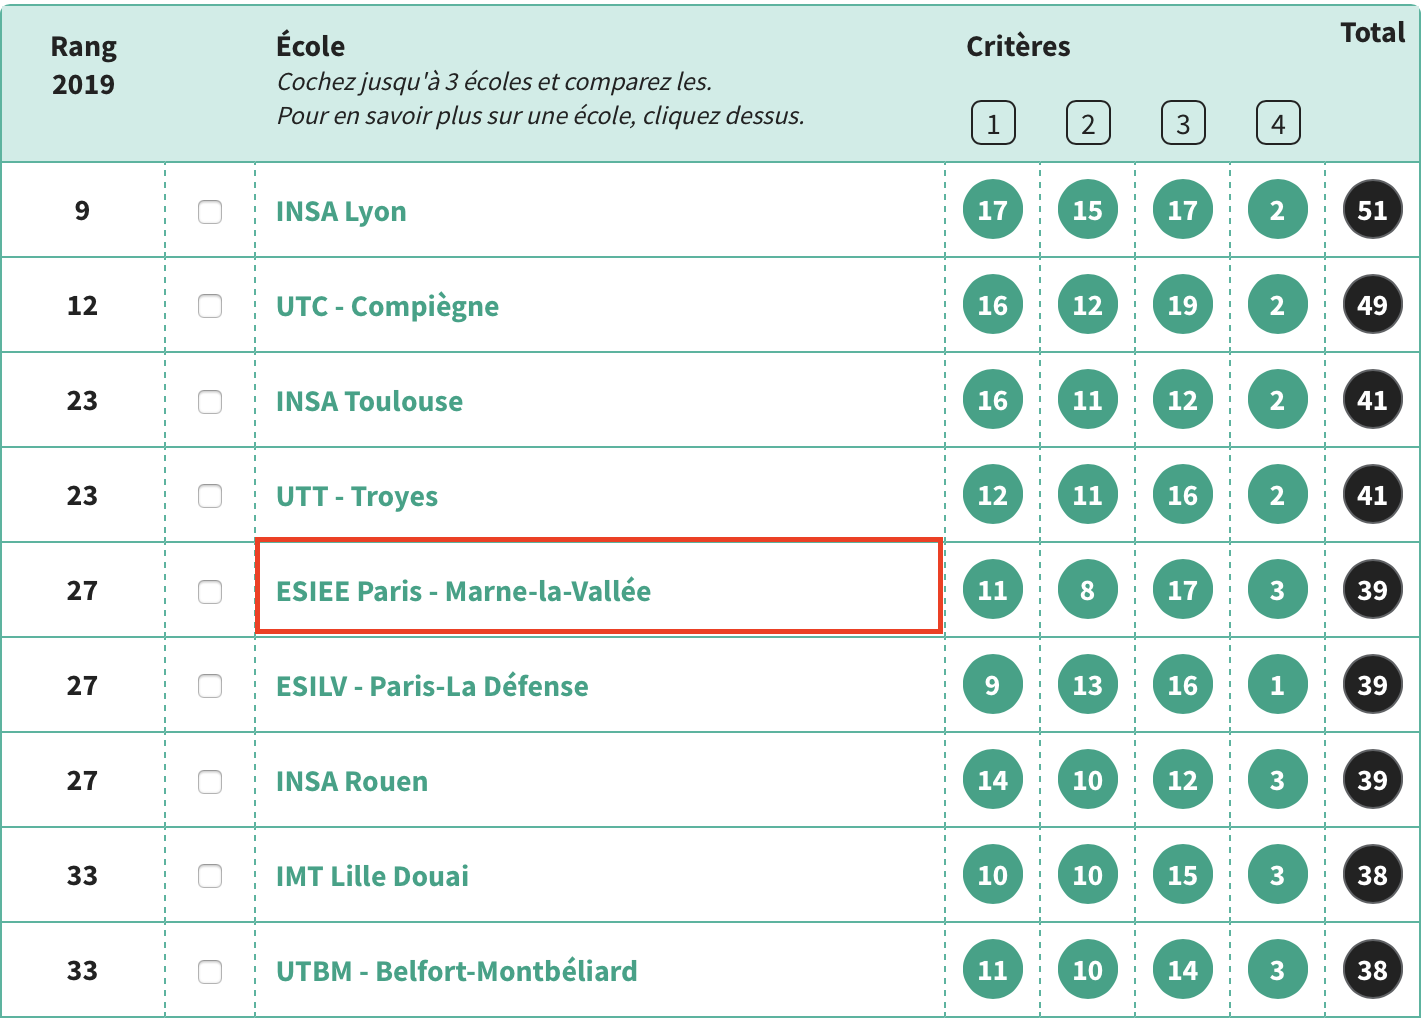 Rang 2019
École
Cochez jusqu'à 3 écoles et comparez les.
Pour en savoir plus sur une école, cliquez dessus.
Critères
1 2 3 4
Total
9 INSA Lyon 17 15 17 2 51
12 UTC - Compiègne 16 12 19 2 49
23 INSA Toulouse 16 11 12 2 41
23 UTT - Troyes 12 11 16 2 41
27 ESIEE Paris - Marne-la-Vallée 11 8 17 3 39
27 ESILV - Paris-La Défense 9 13 16 1 39
27 INSA Rouen 14 10 12 3 39
33 IMT Lille Douai 10 10 15 3 38
33 UTBM - Belfort-Montbéliard 11 10 14 3 38